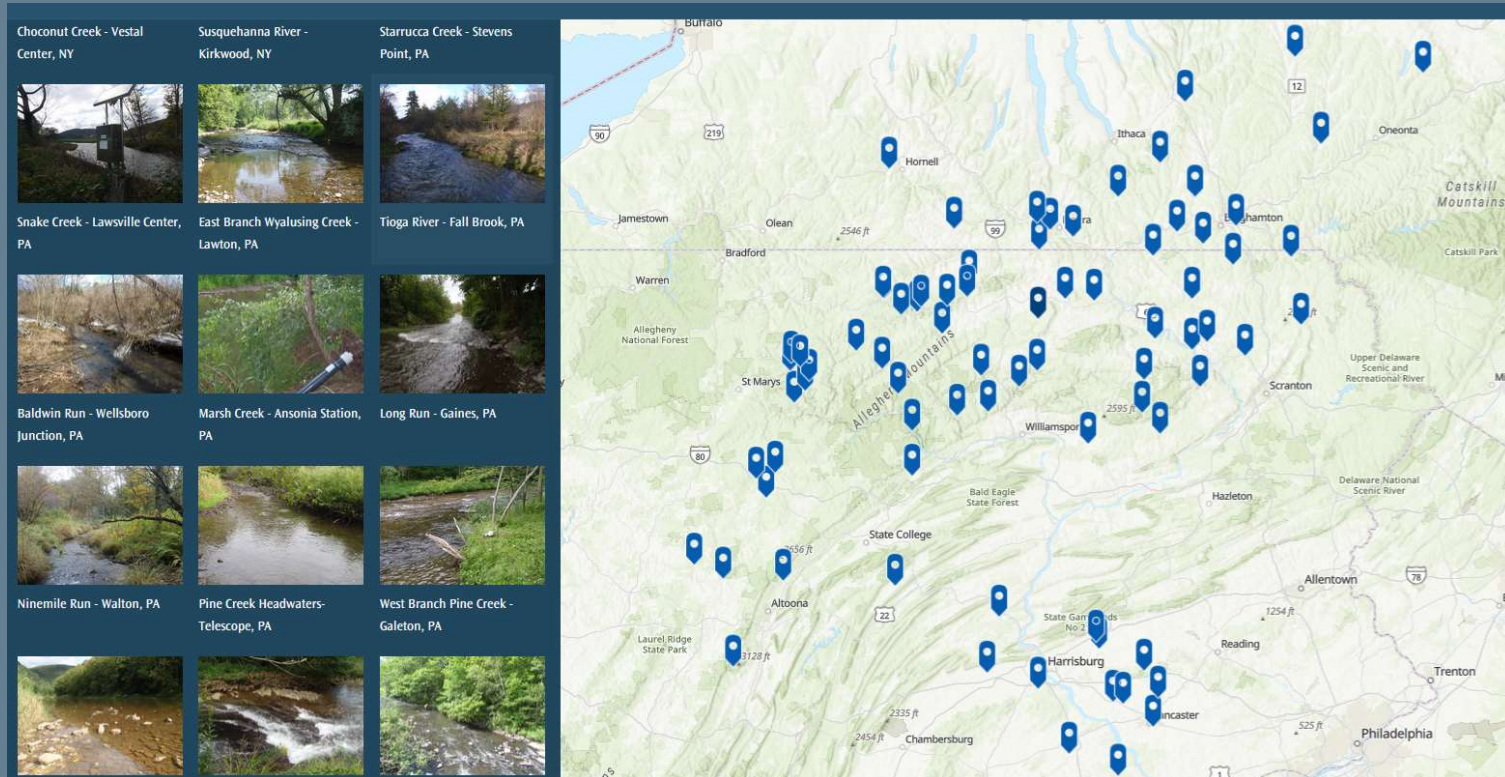 Choconut Creek - Vestal
Center, NY
Susquehanna River -
Kirkwood, NY
Starrucca Creek - Stevens
Point, PA
Snake Creek - Lawsville Center,
PA
East Branch Wyalusing Creek -
Lawton, PA
Tioga River - Fall Brook, PA
Baldwin Run - Wellsboro
Junction, PA
Marsh Creek - Ansonia Station,
PA
Long Run - Gaines, PA
Ninemile Run - Walton, PA
Pine Creek Headwaters-
Telescope, PA
West Branch Pine Creek -
Galeton, PA
Buffalo
12
90
219
Ithaca
Oneonta
Hornell
Catskill
Mountains
Jamestown
Olean
2546 ft
99
Bradford
Catskill Park
Warren
Allegheny
National Forest
Upper Delaware
Scenic and
Recreational River
St Marys
Scranton
2595 ft
Williamspor
80
Bald Eagle
State Forest
Delaware National
Scenic River
Hazleton
State College
Allentown
78
Altoona
22
1254 ft
Laurel Ridge
State Park
3128 ft
Reading
Harrisburg
Trenton
2335 ft
2454 ft
Chambersburg
525 ft
Philadelphia
1